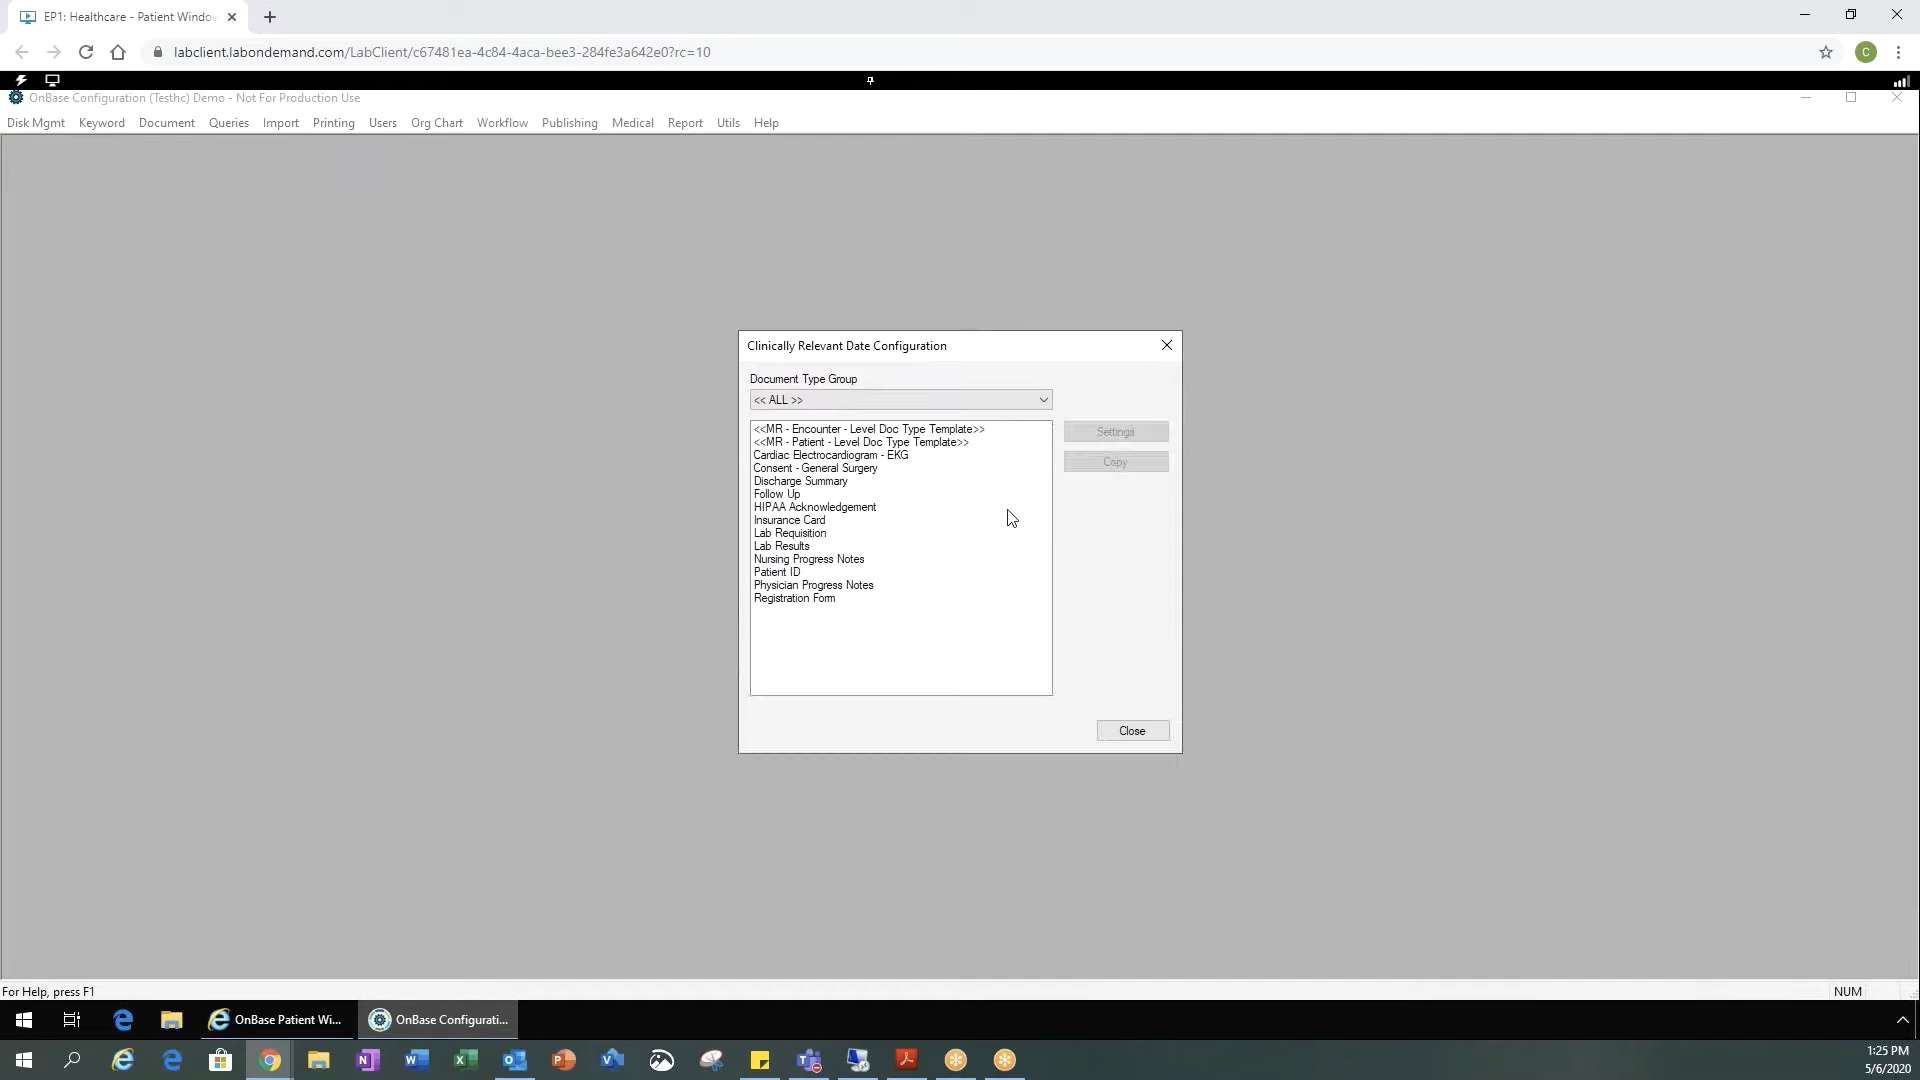 EP1: Healthcare - Patient Windo
labclient.labondemand.com/LabClient/c67481ea-4c84-4aca-bee3-284fe3a642e0?rc=10
C
OnBase Configuration (Testhc) Demo - Not For Production Use
Disk Mgmt Keyword Document Queries Import Printing Users Org Chart Workflow Publishing Medical Report Utils Help
Clinically Relevant Date Configuration
Document Type Group
<< ALL >>
<<MR - Encounter - Level Doc Type Template>>
Settings
<<MR - Patient - Level Doc Type Template>>
Cardiac Electrocardiogram - EKG
Copy
Consent - General Surgery
Discharge Summary
Follow Up
HIPAA Acknowledgement
Insurance Card
Lab Requisition
Lab Results
Nursing Progress Notes
Patient ID
Physician Progress Notes
Registration Form
Close
For Help, press F1
NUM
OnBase Patient Wi...
OnBase Configurati...
1:25 PM
5/6/2020